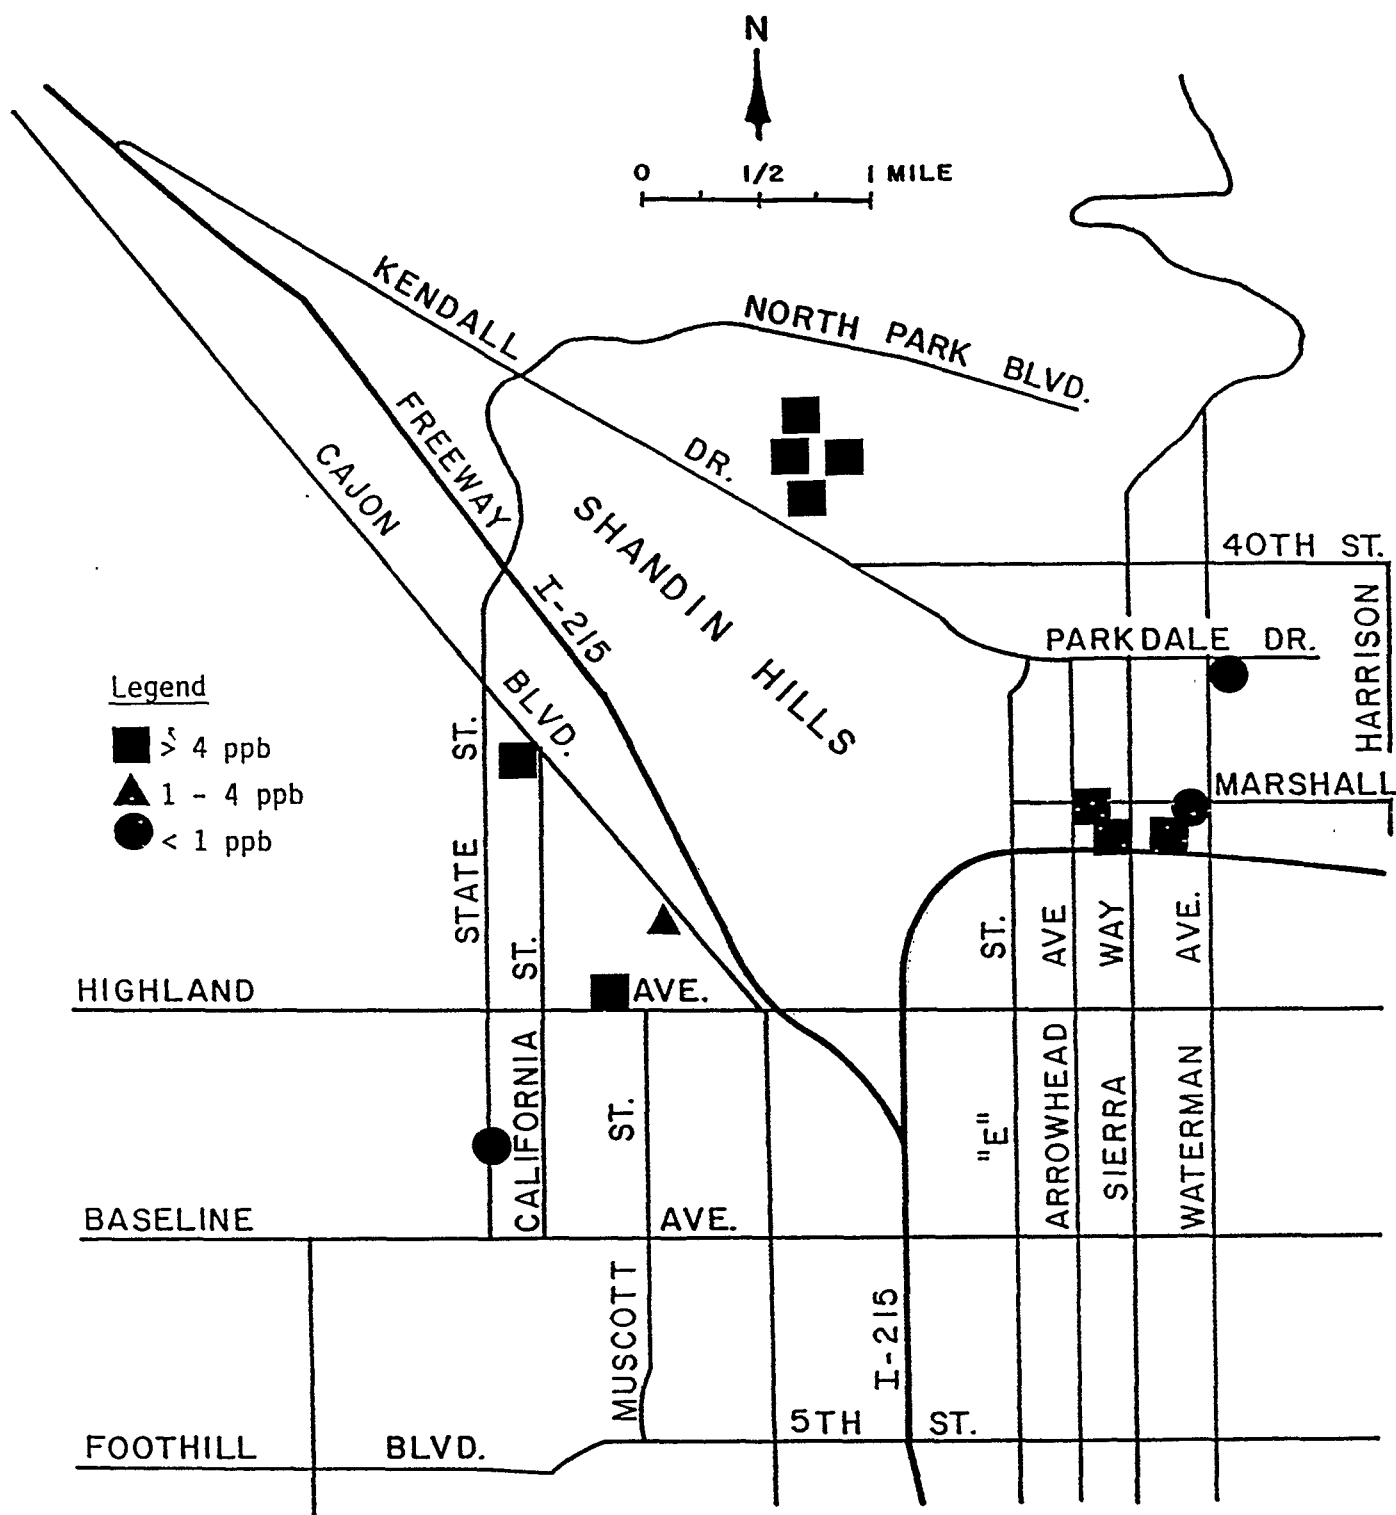 N
0 1/2 1 MILE
KENDALL DR.
NORTH PARK BLVD.
FREEWAY I-215
CAJON BLVD.
SHANDIN HILLS
40TH ST.
PARKDALE DR.
HARRISON
MARSHALL
Legend
> 4 ppb
1 - 4 ppb
< 1 ppb
STATE ST.
CALIFORNIA ST.
HIGHLAND AVE.
"E" ST.
ARROWHEAD AVE
SIERRA WAY
WATERMAN AVE.
BASELINE AVE.
MUSCOTT ST.
I-215
5TH ST.
FOOTHILL BLVD.